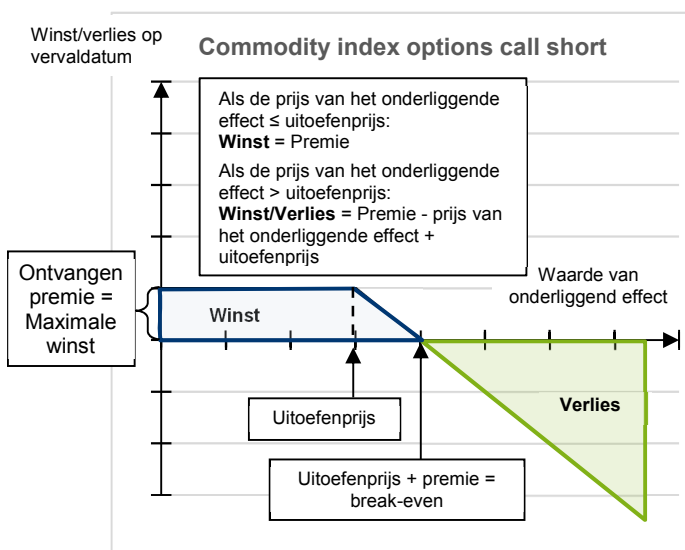 Winst/verlies op
vervaldatum
Commodity index options call short
Als de prijs van het onderliggende
effect ≤ uitoefenprijs:
Winst = Premie
Als de prijs van het onderliggende
effect > uitoefenprijs:
Winst/Verlies = Premie - prijs van
het onderliggende effect +
uitoefenprijs
Ontvangen
premie =
Maximale
winst
Waarde van
onderliggend effect
Winst
Verlies
Uitoefenprijs
Uitoefenprijs + premie =
break-even